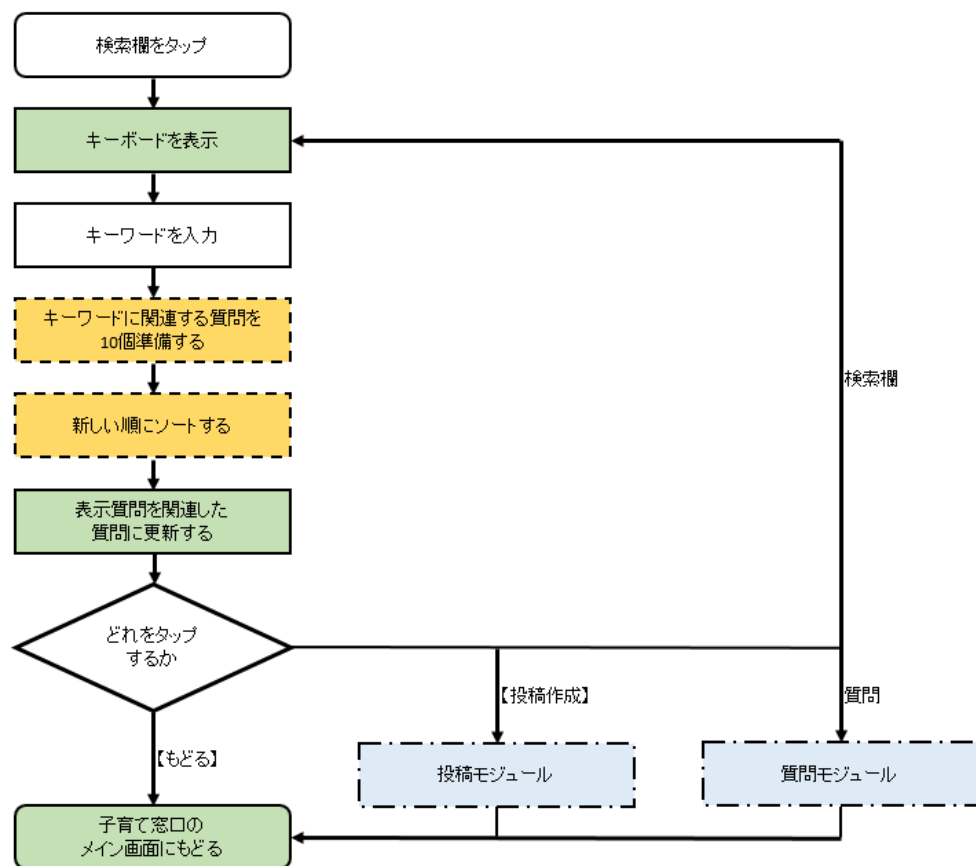 検索欄をタップ
キーボードを表示
キーワードを入力
キーワードに関連する質問を
10個準備する
検索欄
新しい順にソートする
表示質問を関連した
質問に更新する
どれをタップ
するか
【投稿作成】
質問
【もどる】
投稿モジュール
質問モジュール
子育て窓口の
メイン画面にもどる